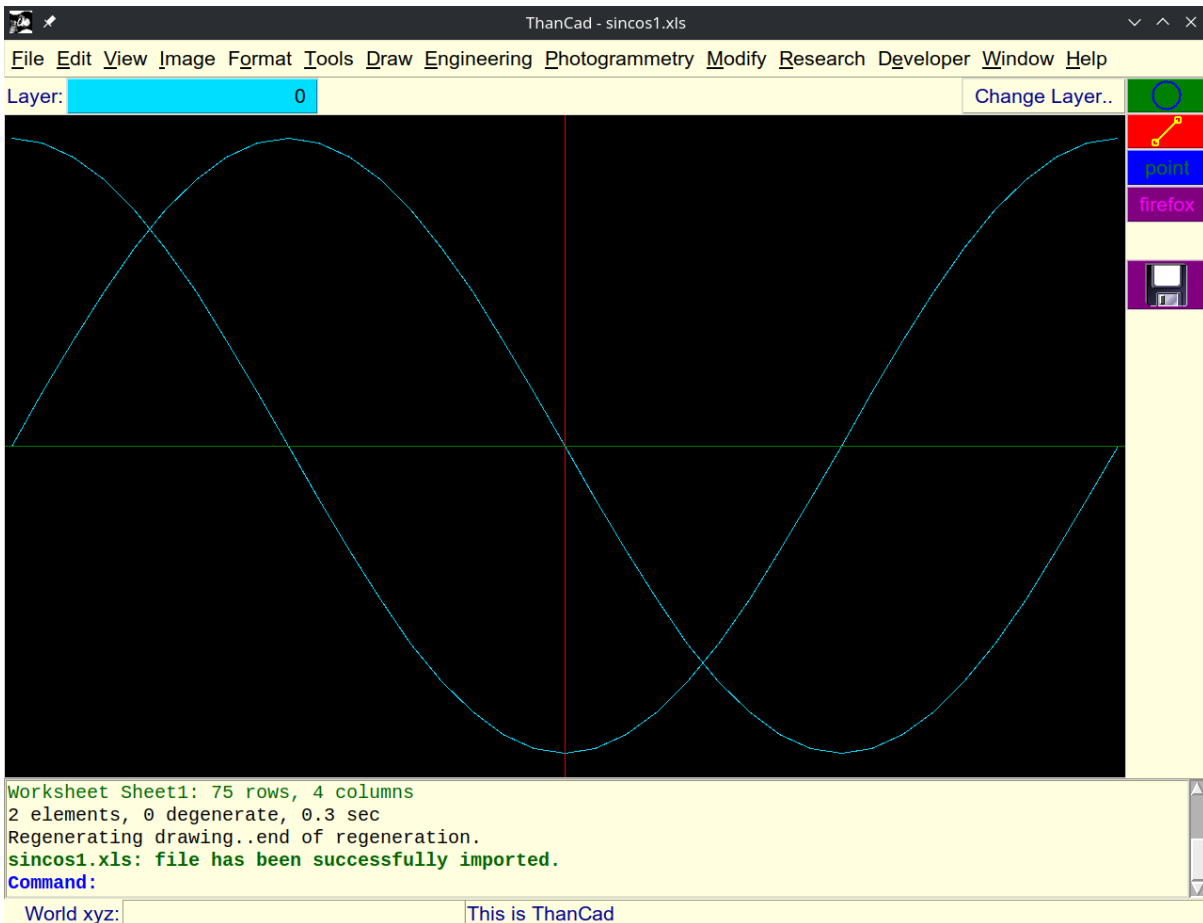 ThanCad - sincos1.xls
File Edit View Image Format Tools Draw Engineering Photogrammetry Modify Research Developer Window Help
Layer: 0 Change Layer..
point
firefox
Worksheet Sheet1: 75 rows, 4 columns
2 elements, 0 degenerate, 0.3 sec
Regenerating drawing..end of regeneration.
sincos1.xls: file has been successfully imported.
Command:
World xyz: This is ThanCad